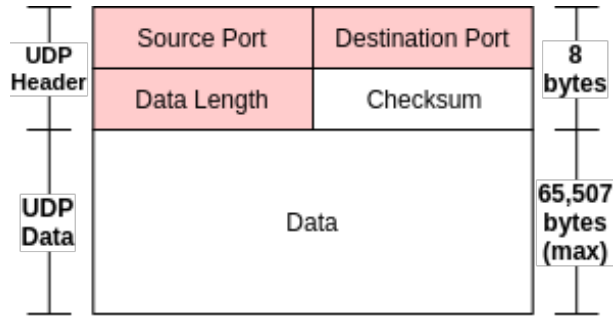 Source Port
Destination Port
UDP
Header
8
bytes
Data Length
Checksum
UDP
Data
Data
65,507
bytes
(max)